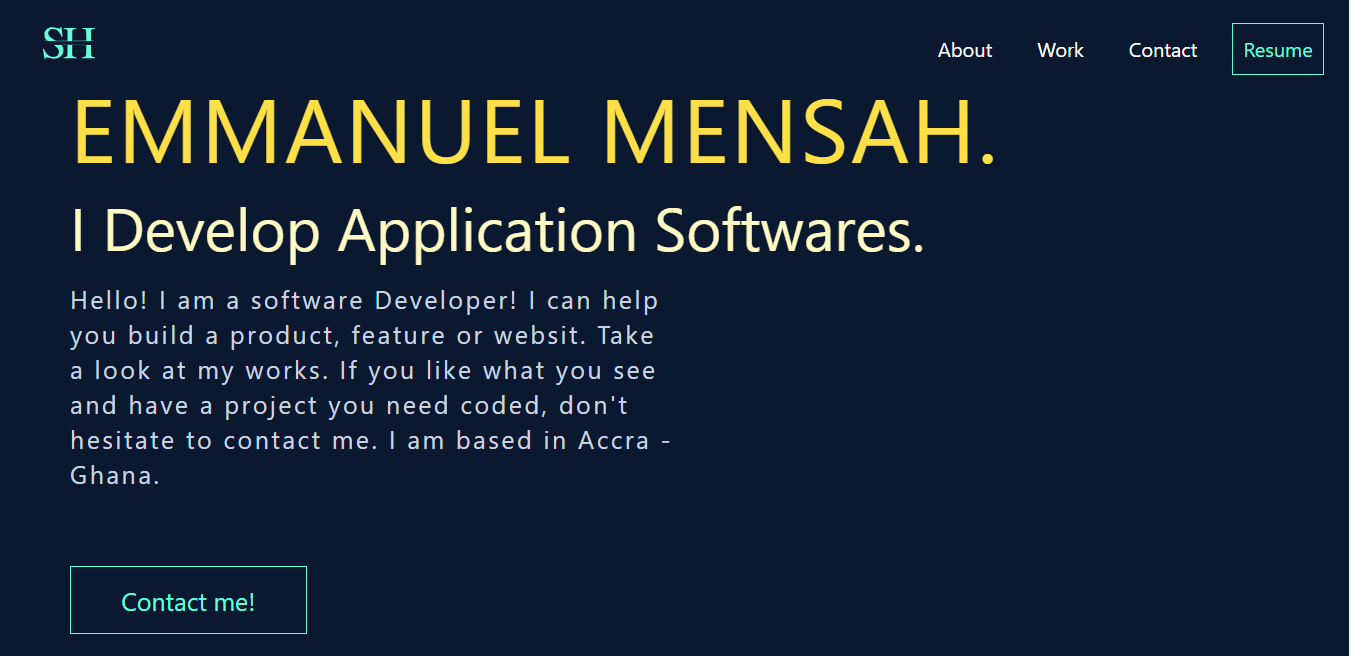 SH
About Work Contact Resume
EMMANUEL MENSAH.
I Develop Application Softwares.
Hello! I am a software Developer! I can help
you build a product, feature or websit. Take
a look at my works. If you like what you see
and have a project you need coded, don't
hesitate to contact me. I am based in Accra -
Ghana.
Contact me!